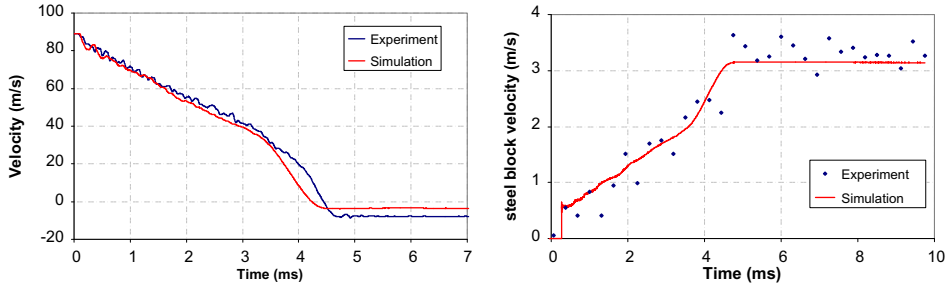 100
80
60
40
20
0
-20
Velocity (m/s)
Experiment
Simulation
0 1 2 3 4 5 6 7
Time (ms)
4
3
2
1
0
steel block velocity (m/s)
Experiment
Simulation
0 2 4 6 8 10
Time (ms)